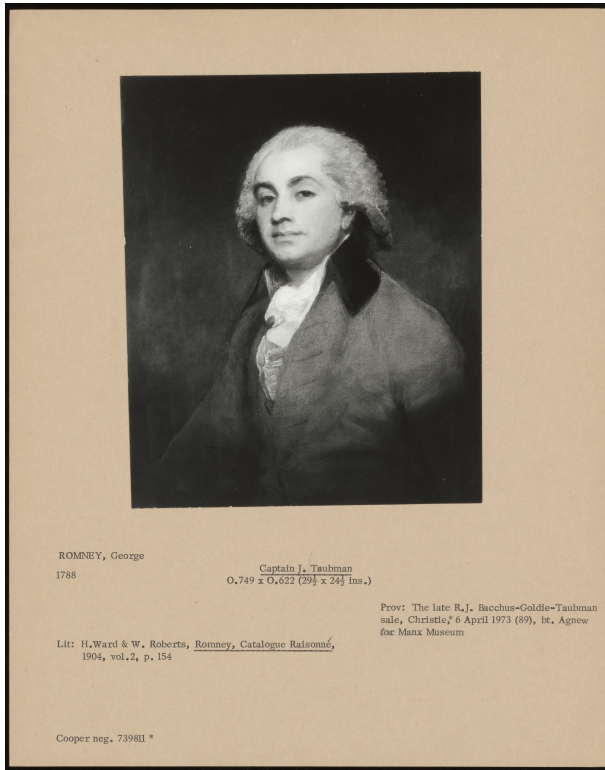 ROMNEY, George
1788
Captain J. Taubman
0.749 x 0.622 (29½ x 24½ ins.)
Prov: The late R.J. Bacchus-Goldie-Taubman
sale, Christie,* 6 April 1973 (89), bt. Agnew
for Manx Museum
Lit: H.Ward & W. Roberts, Romney, Catalogue Raisonné,
1904, vol.2, p. 154
Cooper neg. 739811 *